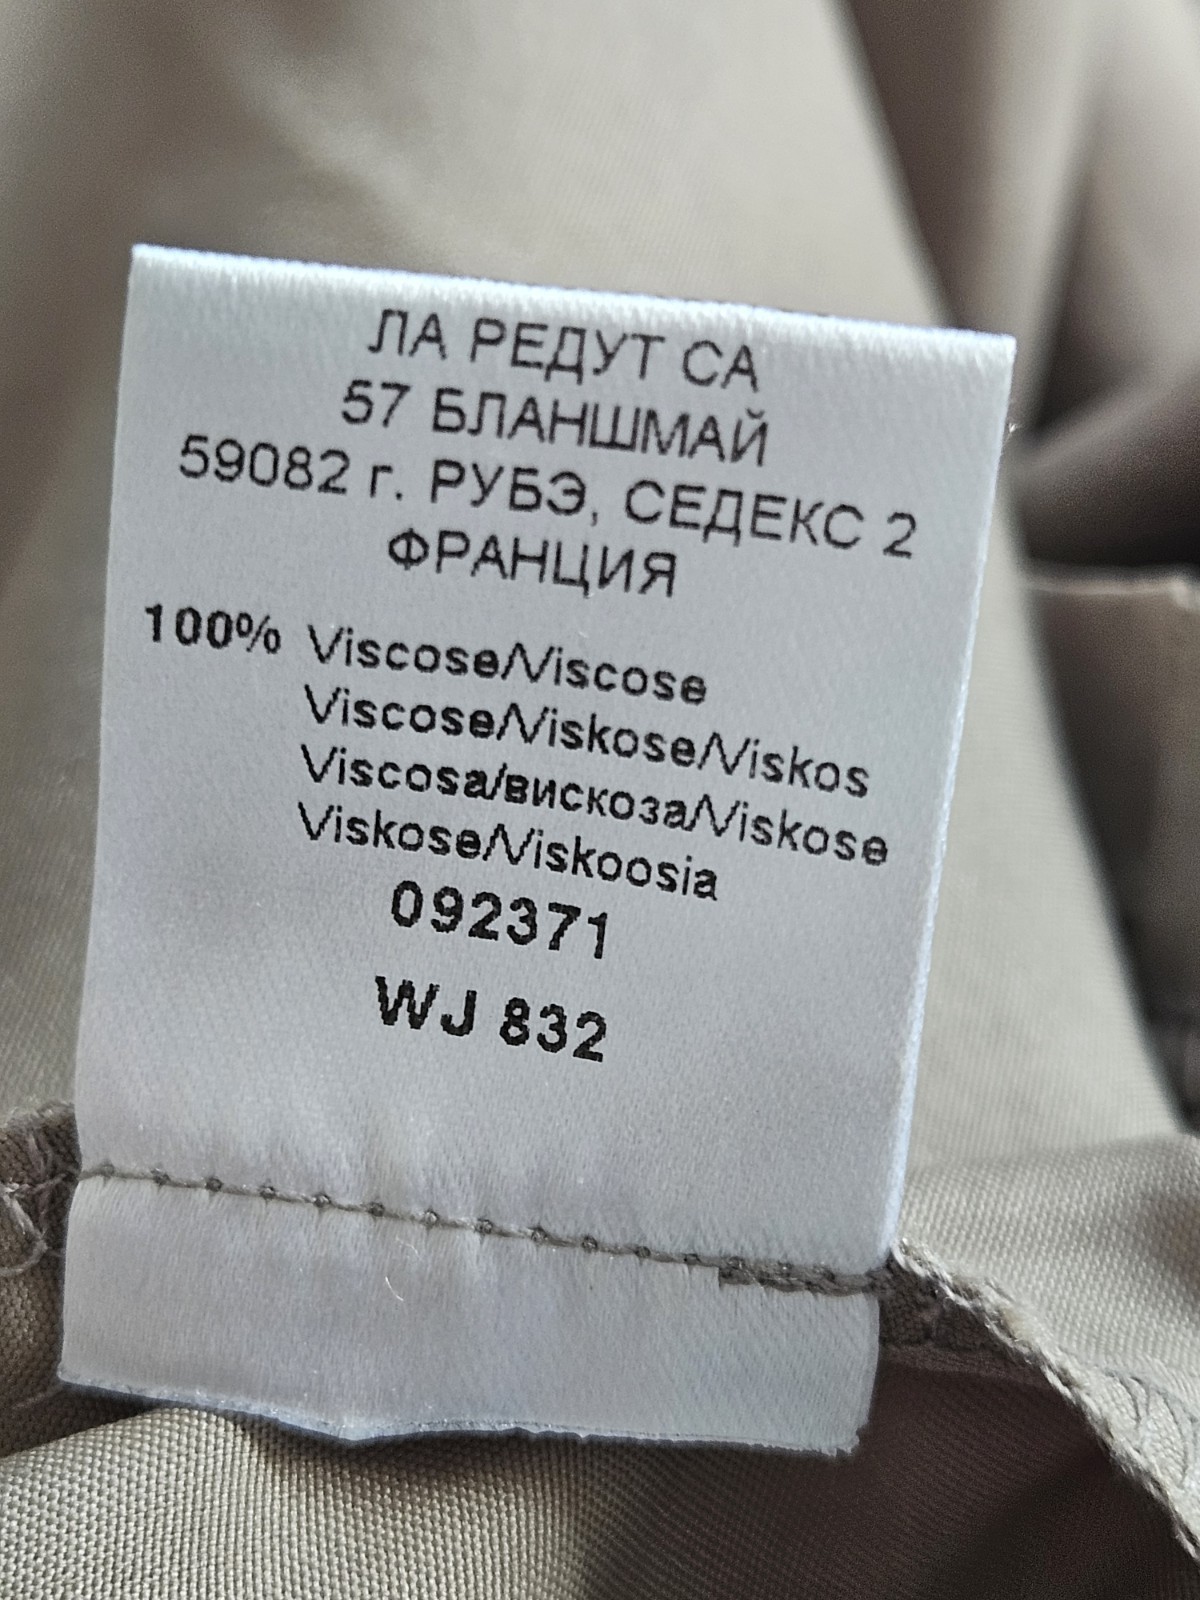 ЛА РЕДУТ СА
57 БЛАНШМАЙ
59082 г. РУБЭ, СЕДЕКС 2
ФРАНЦИЯ
100% Viscose/Viscose
Viscose/Viskose/Viskos
Viscosa/вискоза/Viskose
Viskose/Viskoosia
092371
WJ 832